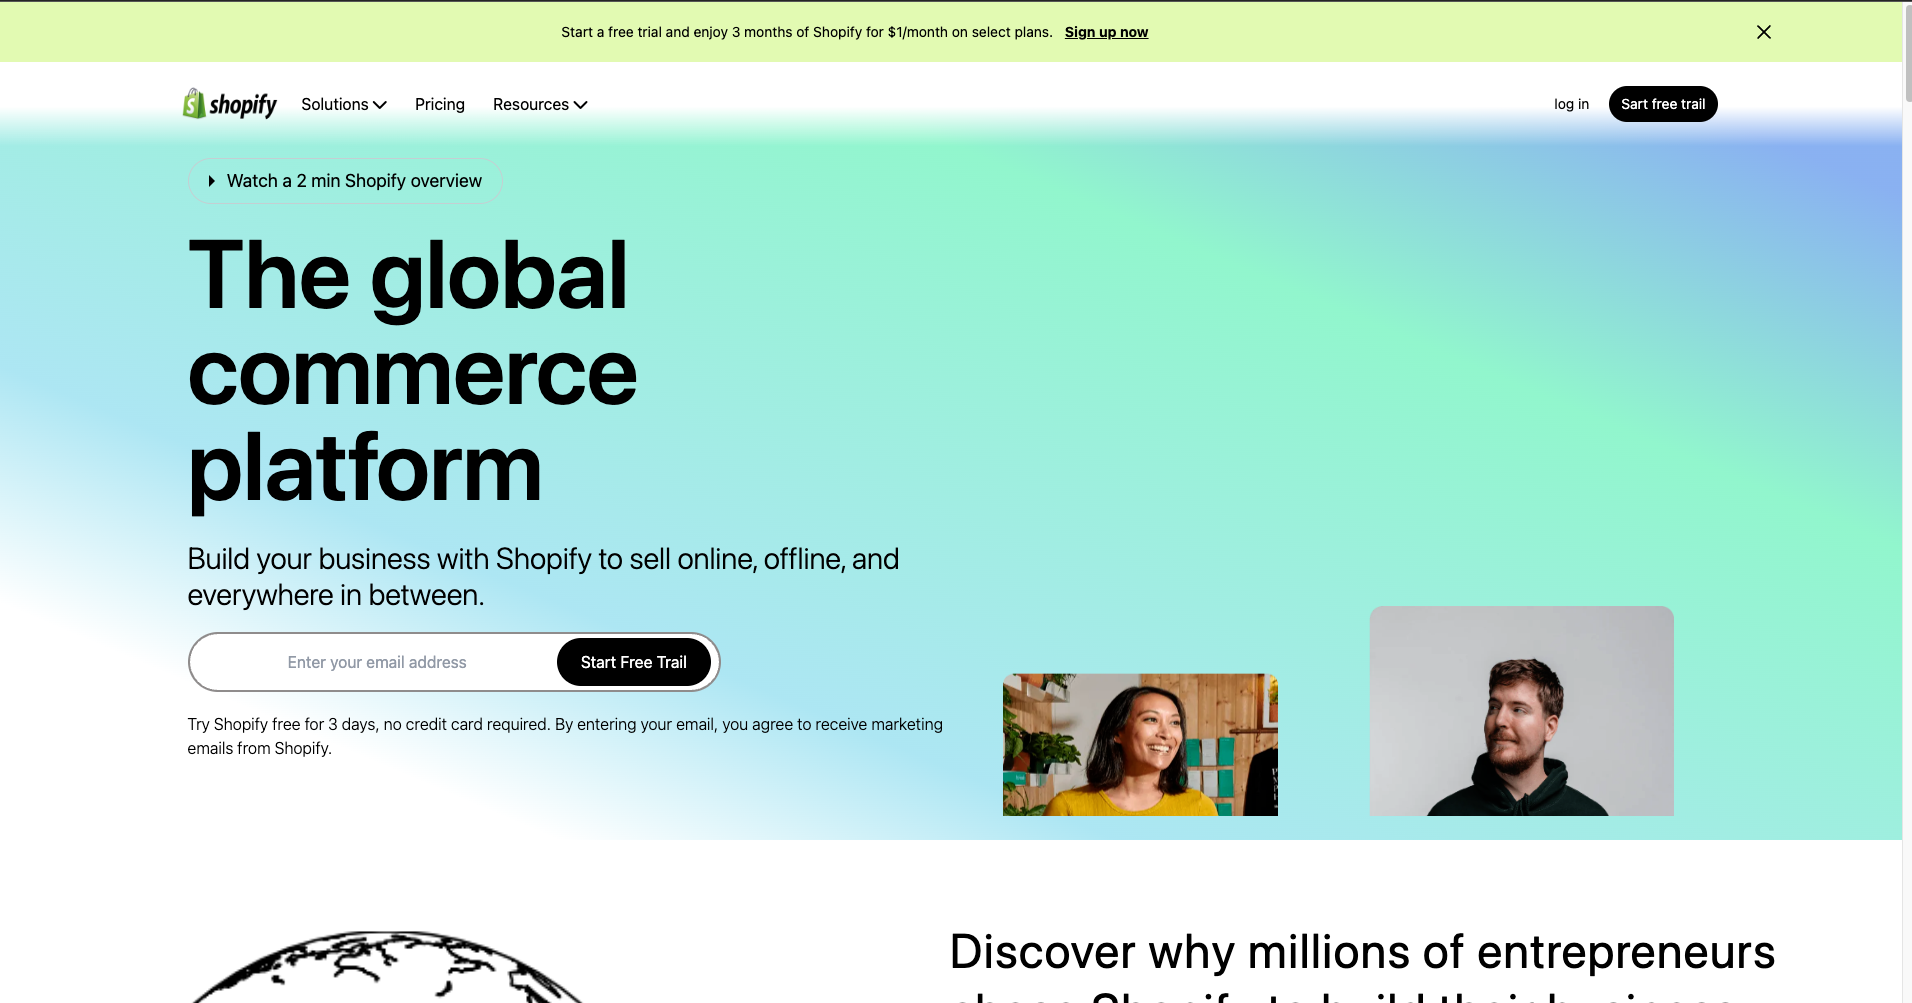 Start a free trial and enjoy 3 months of Shopify for $1/month on select plans. Sign up now
shopify Solutions Pricing Resources log in Sart free trail
Watch a 2 min Shopify overview
The global
commerce
platform
Build your business with Shopify to sell online, offline, and
everywhere in between.
Enter your email address Start Free Trail
Try Shopify free for 3 days, no credit card required. By entering your email, you agree to receive marketing
emails from Shopify.
Discover why millions of entrepreneurs